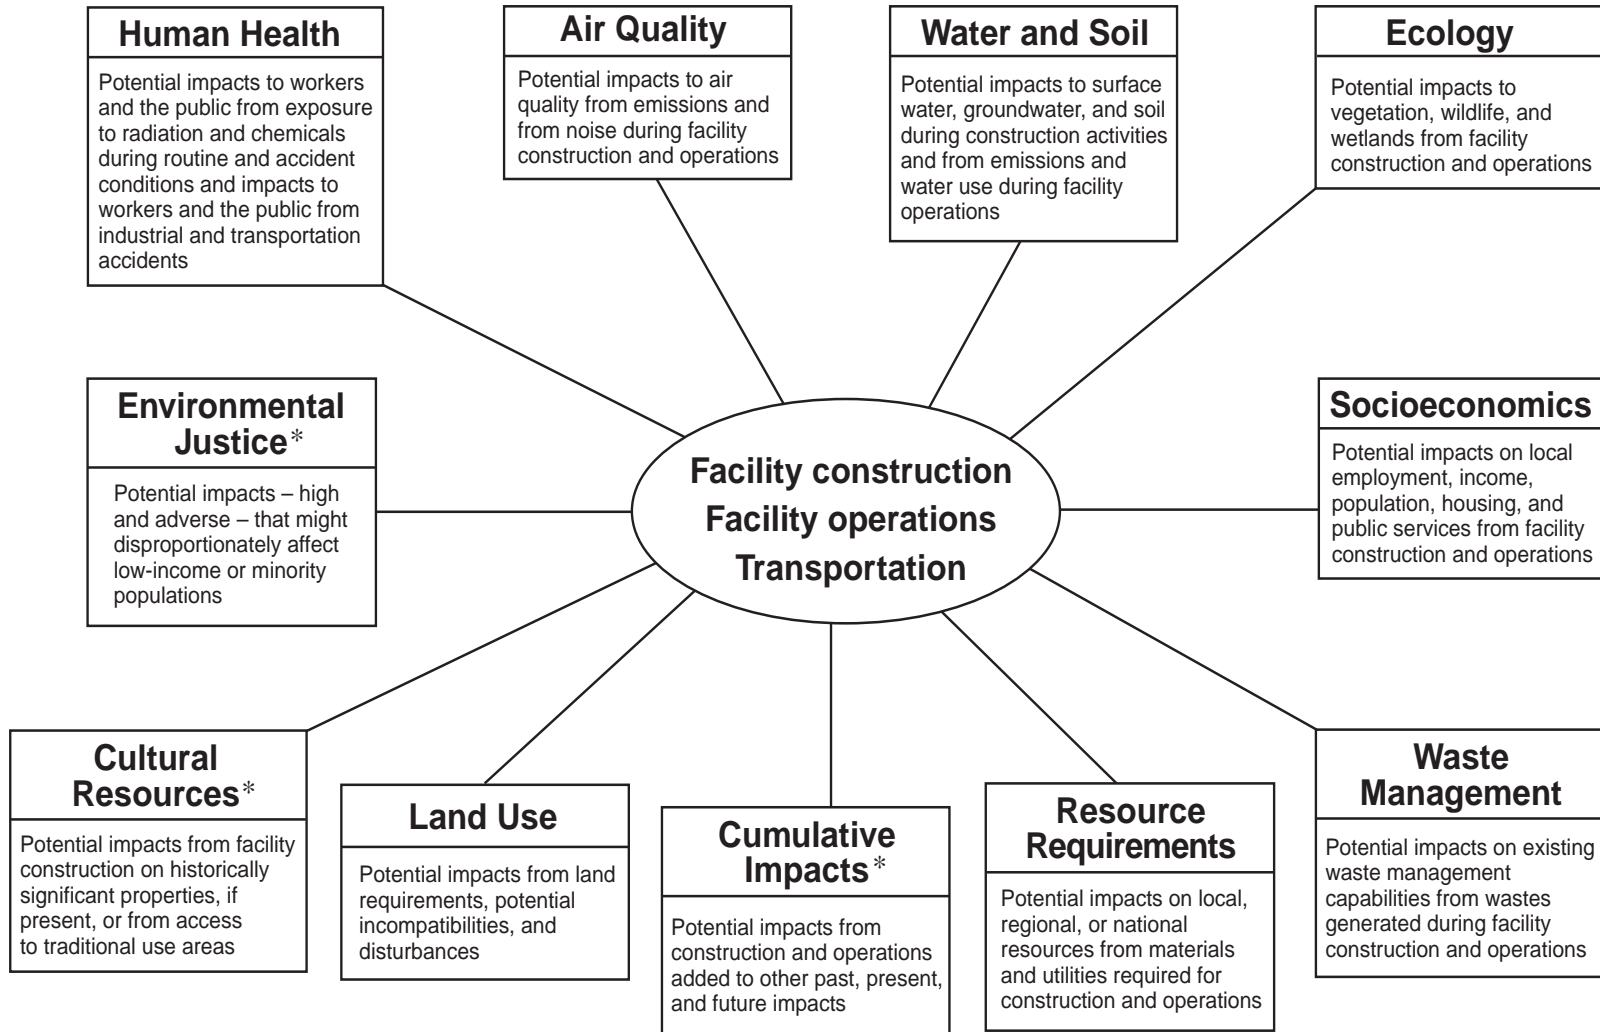 Human Health
Potential impacts to workers
and the public from exposure
to radiation and chemicals
during routine and accident
conditions and impacts to
workers and the public from
industrial and transportation
accidents
Air Quality
Potential impacts to air
quality from emissions and
from noise during facility
construction and operations
Water and Soil
Potential impacts to surface
water, groundwater, and soil
during construction activities
and from emissions and
water use during facility
operations
Ecology
Potential impacts to
vegetation, wildlife, and
wetlands from facility
construction and operations
Environmental
Justice*
Potential impacts – high
and adverse – that might
disproportionately affect
low-income or minority
populations
Facility construction
Facility operations
Transportation
Socioeconomics
Potential impacts on local
employment, income,
population, housing, and
public services from facility
construction and operations
Cultural
Resources*
Potential impacts from facility
construction on historically
significant properties, if
present, or from access
to traditional use areas
Land Use
Potential impacts from land
requirements, potential
incompatibilities, and
disturbances
Cumulative
Impacts*
Potential impacts from
construction and operations
added to other past, present,
and future impacts
Resource
Requirements
Potential impacts on local,
regional, or national
resources from materials
and utilities required for
construction and operations
Waste
Management
Potential impacts on existing
waste management
capabilities from wastes
generated during facility
construction and operations